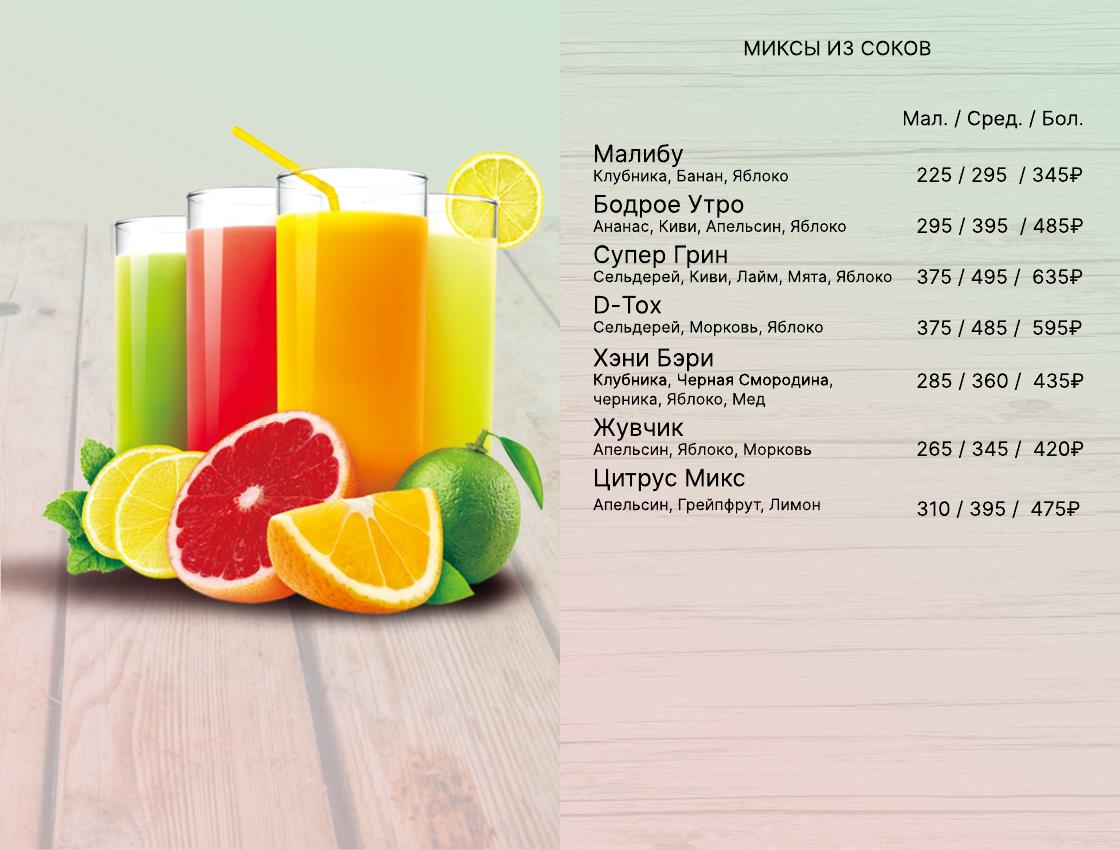 МИКСЫ ИЗ СОКОВ
Мал. / Сред. / Бол.
Малибу
Клубника, Банан, Яблоко 225 / 295 / 345₽
Бодрое Утро
Ананас, Киви, Апельсин, Яблоко 295 / 395 / 485₽
Супер Грин
Сельдерей, Киви, Лайм, Мята, Яблоко 375 / 495 / 635₽
D-Тох
Сельдерей, Морковь, Яблоко 375 / 485 / 595₽
Хэни Бэри
Клубника, Черная Смородина, 285 / 360 / 435₽
черника, Яблоко, Мед
Жувчик
Апельсин, Яблоко, Морковь 265 / 345 / 420₽
Цитрус Микс
Апельсин, Грейпфрут, Лимон 310 / 395 / 475₽